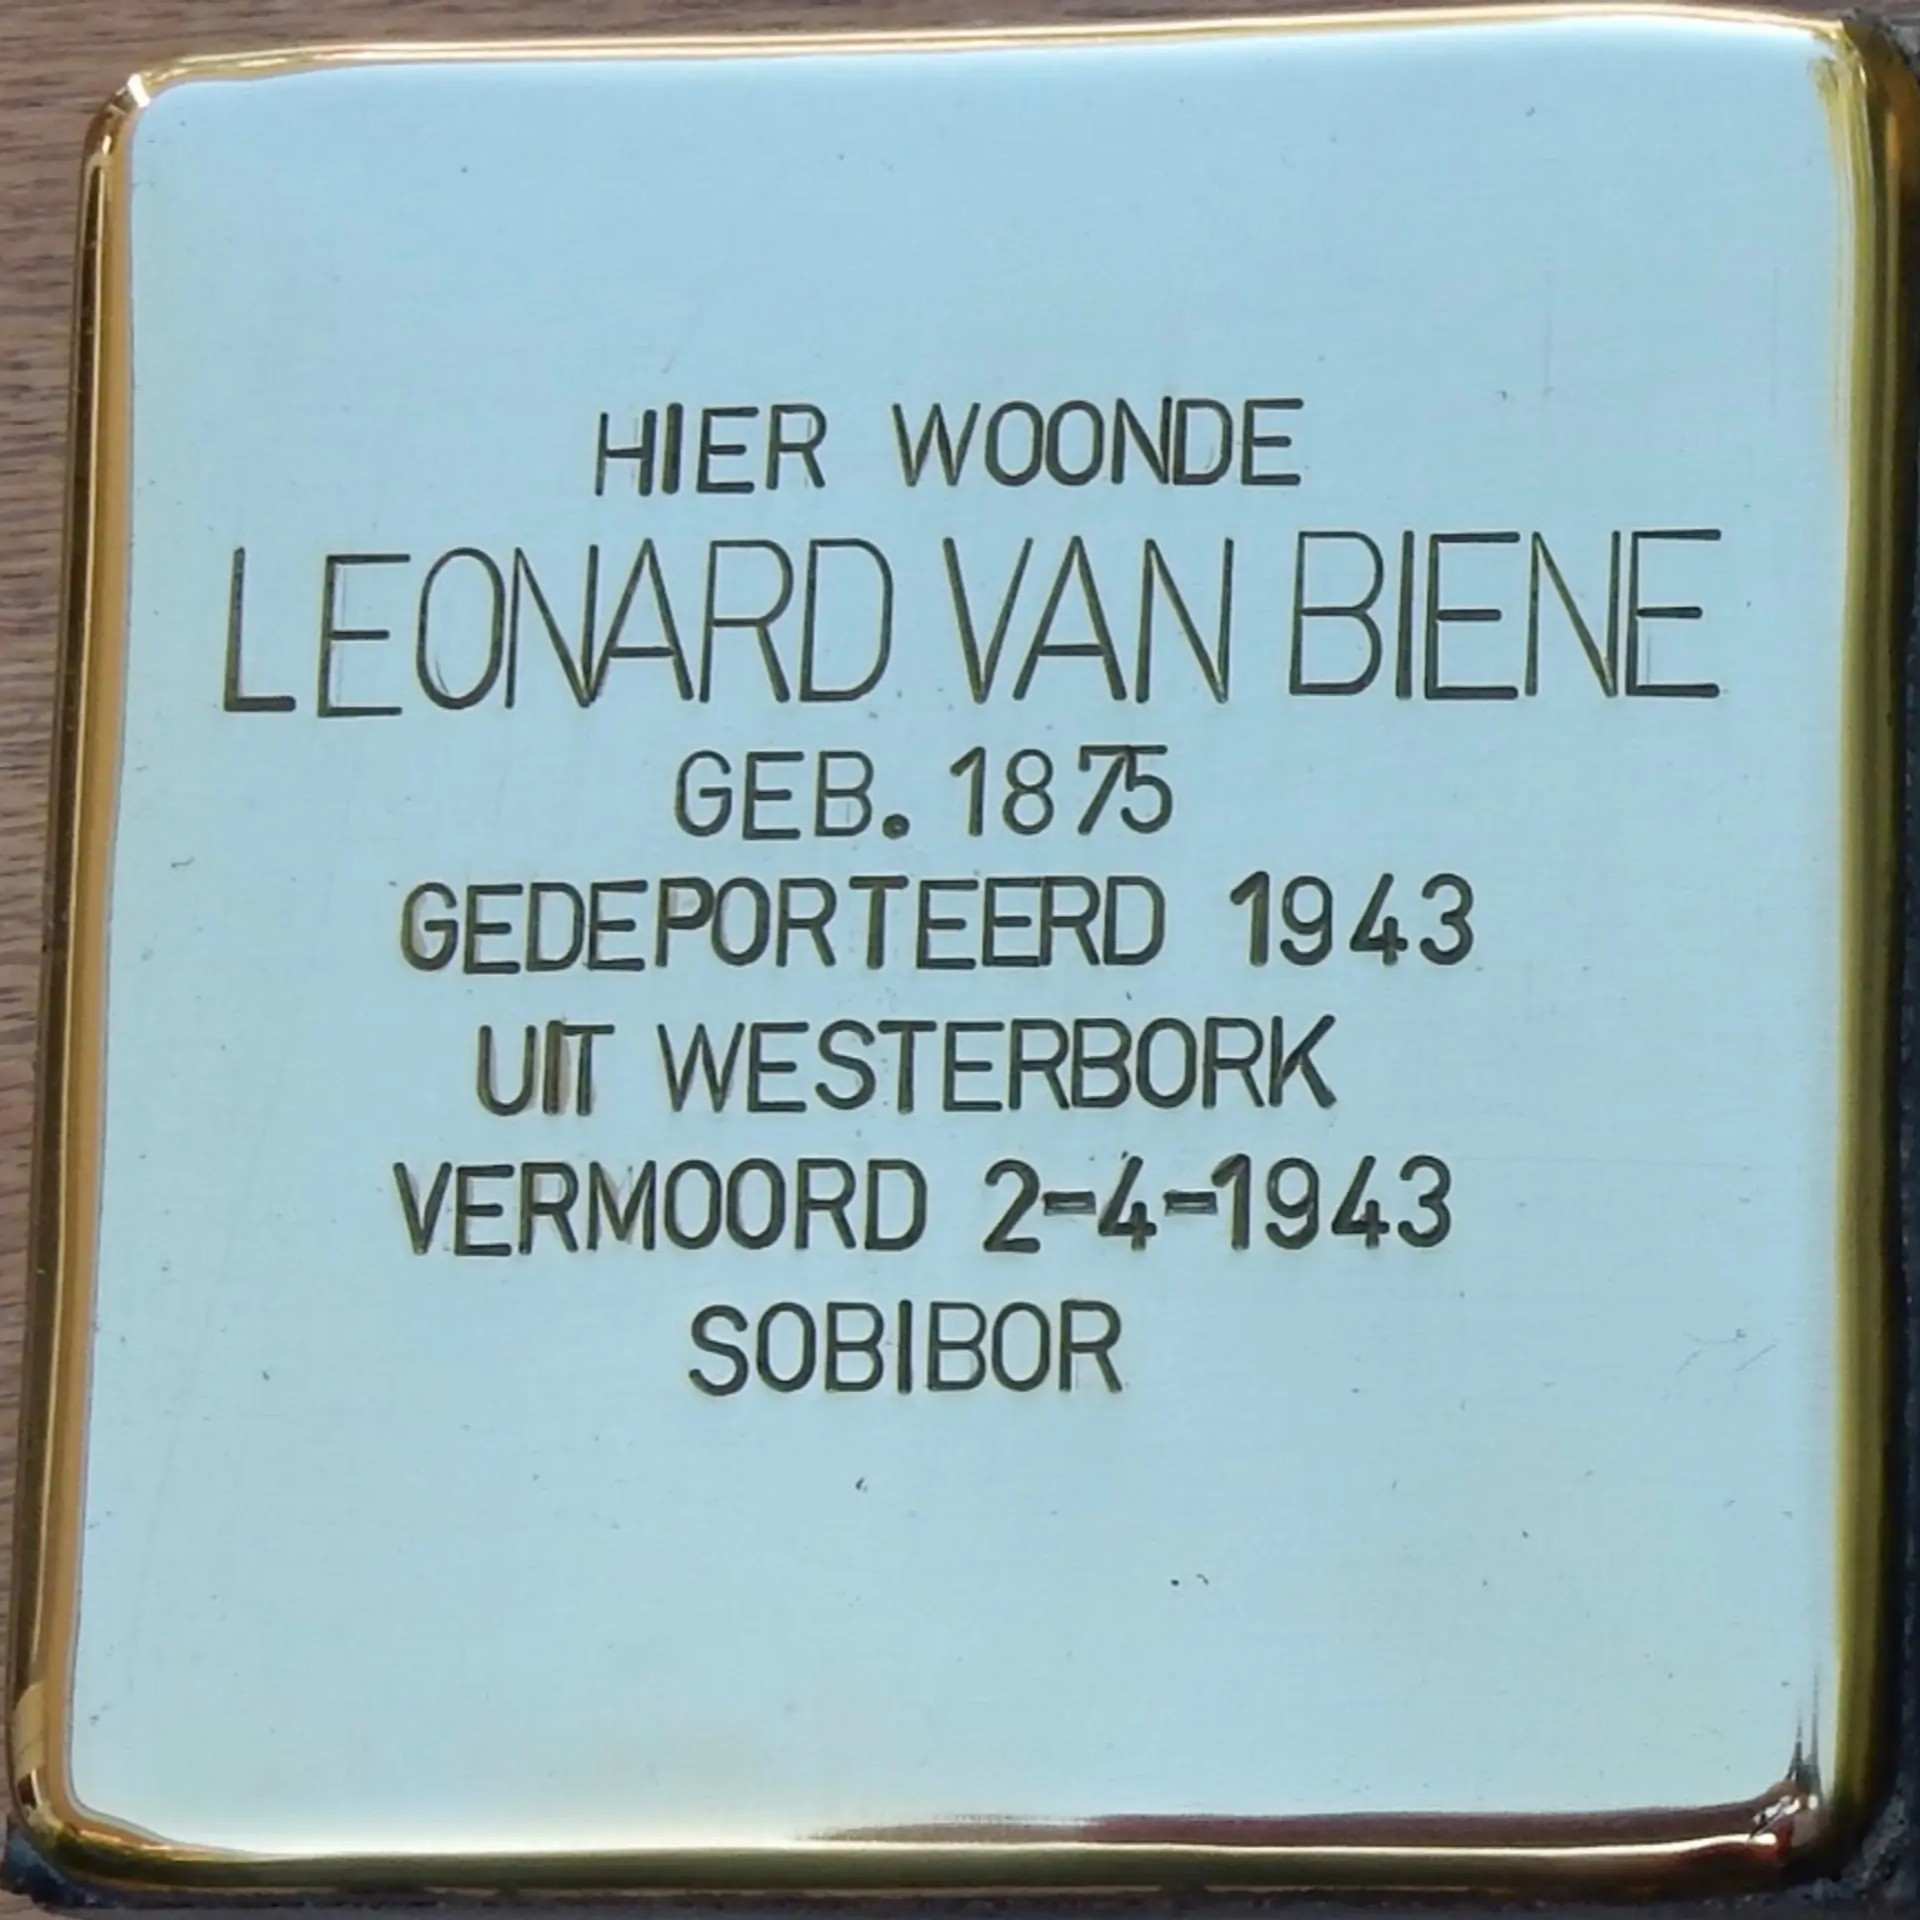 HIER WOONDE
LEONARD VAN BIENE
GEB. 1875
GEDEPORTEERD 1943
UIT WESTERBORK
VERMOORD 2-4-1943
SOBIBOR